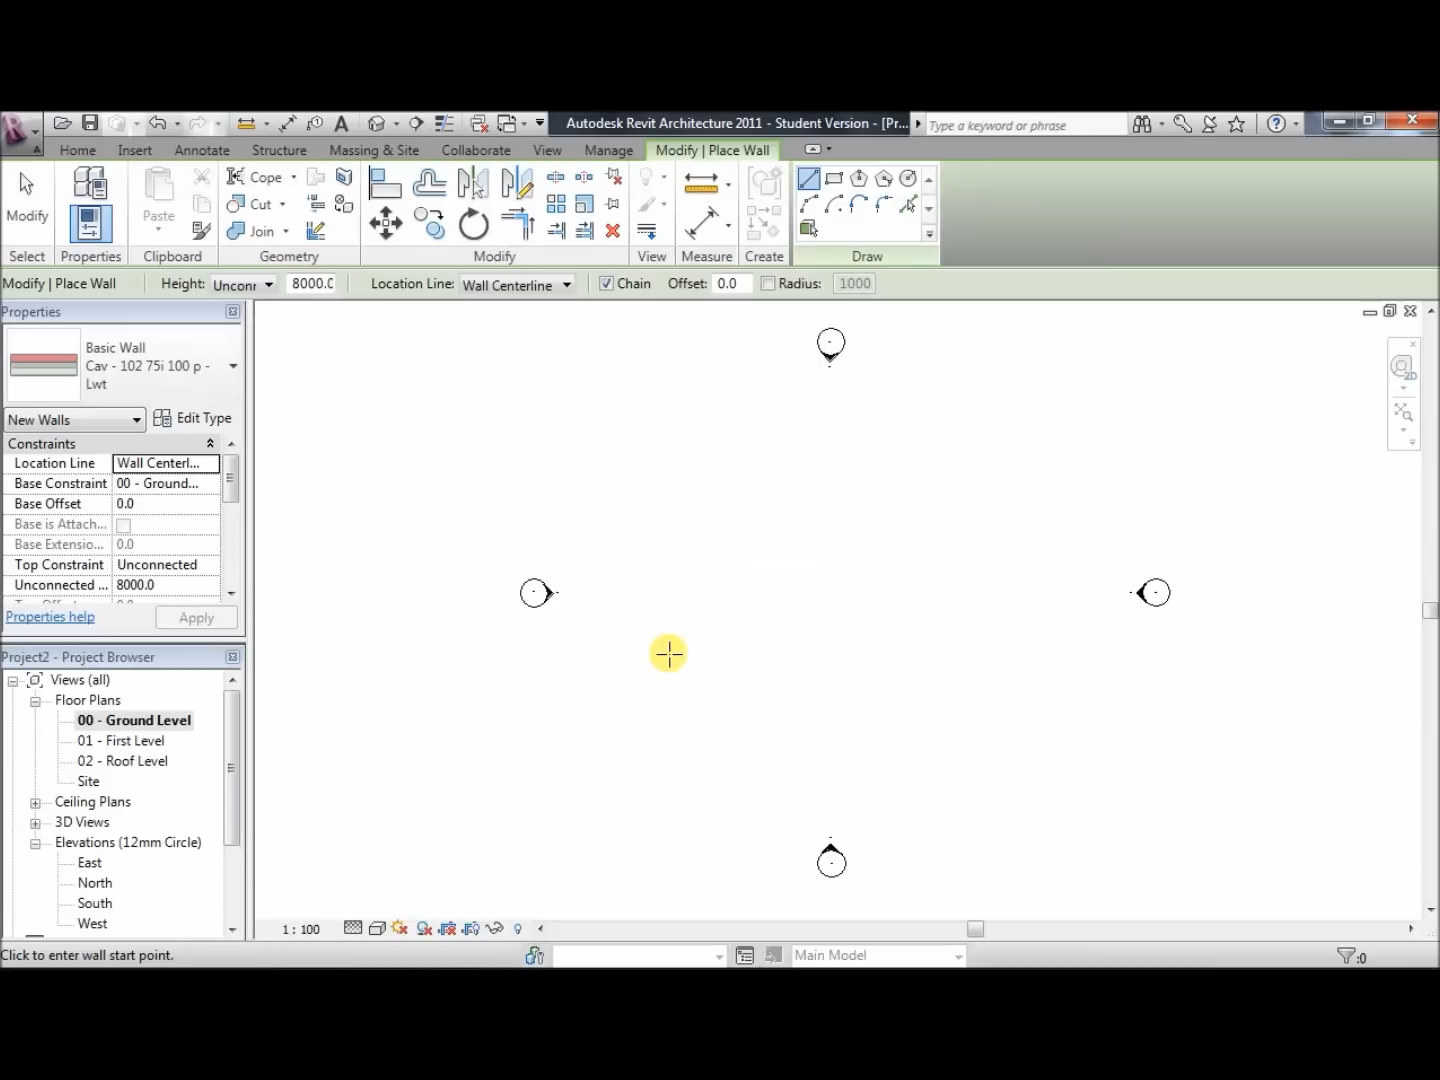 Autodesk Revit Architecture 2011 - Student Version - [Pr...
Type a keyword or phrase
Home Insert Annotate Structure Massing & Site Collaborate View Manage Modify | Place Wall
Modify Paste Cope Cut Join
Select Properties Clipboard Geometry Modify View Measure Create Draw
Modify | Place Wall Height: Unconr 8000.0 Location Line: Wall Centerline Chain Offset: 0.0 Radius: 1000
Properties
Basic Wall
Cav - 102 75i 100 p -
Lwt
New Walls Edit Type
Constraints
Location Line Wall Centerl...
Base Constraint 00 - Ground...
Base Offset 0.0
Base is Attach...
Base Extensio... 0.0
Top Constraint Unconnected
Unconnected ... 8000.0
Properties help Apply
Project2 - Project Browser
Views (all)
Floor Plans
00 - Ground Level
01 - First Level
02 - Roof Level
Site
Ceiling Plans
3D Views
Elevations (12mm Circle)
East
North
South
West
2D
1 : 100
Click to enter wall start point. Main Model :0